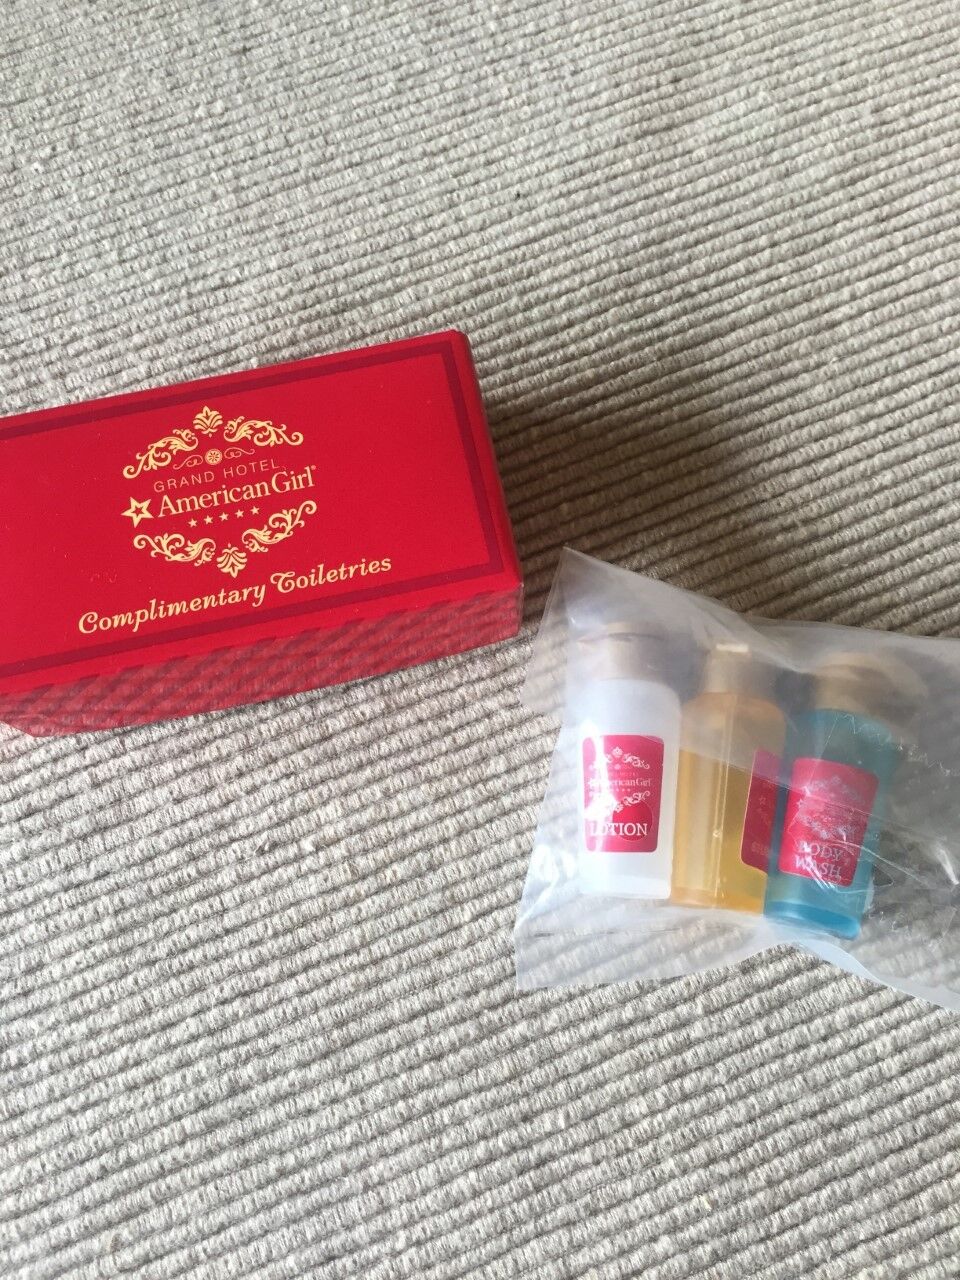 GRAND HOTEL
American Girl®
Complimentary Toiletries
American Girl
LOTION
BODY
WASH